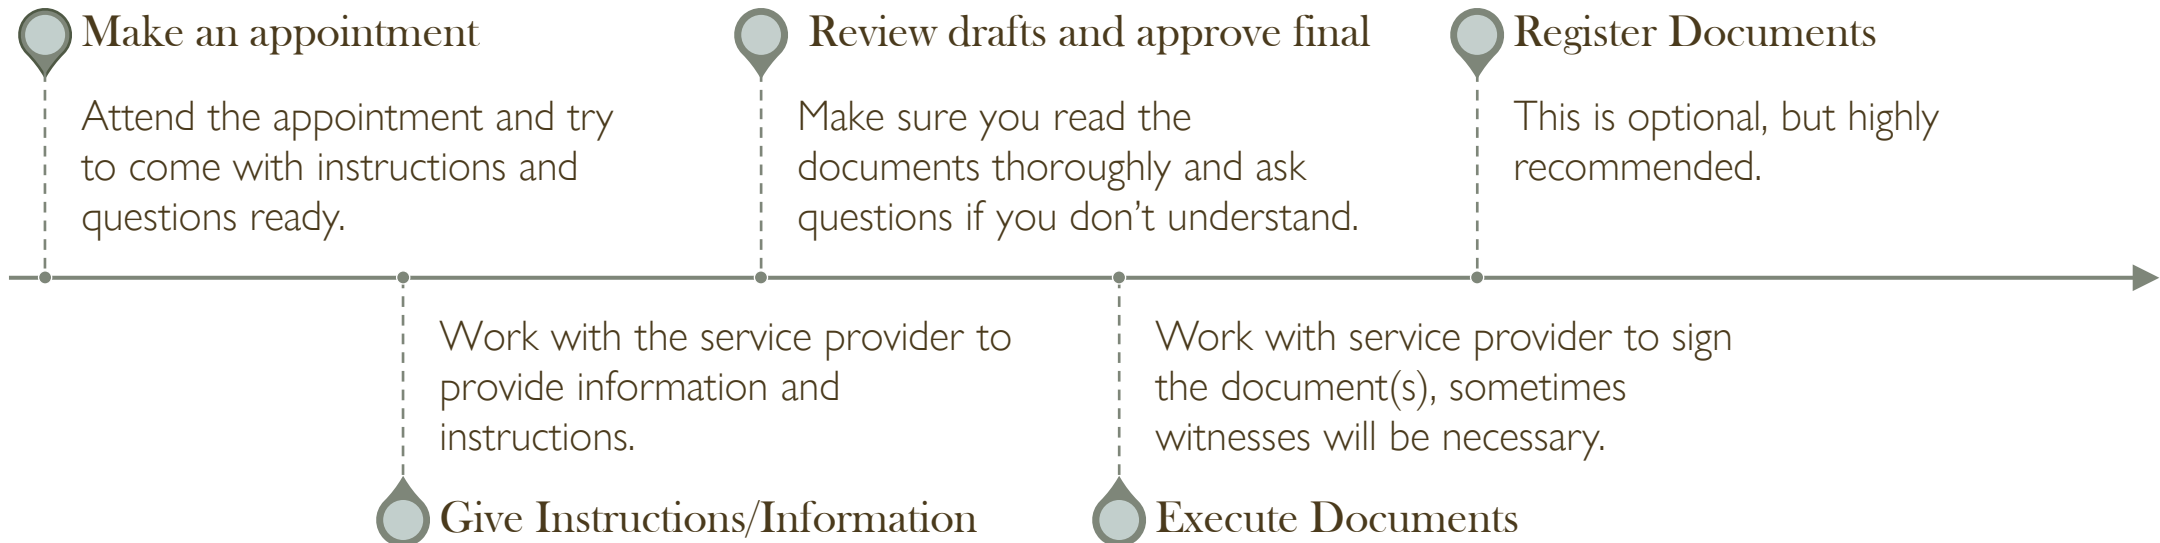 Make an appointment
Attend the appointment and try
to come with instructions and
questions ready.
Work with the service provider to
provide information and
instructions.
Give Instructions/Information
Review drafts and approve final
Make sure you read the
documents thoroughly and ask
questions if you don’t understand.
Work with service provider to sign
the document(s), sometimes
witnesses will be necessary.
Execute Documents
Register Documents
This is optional, but highly
recommended.